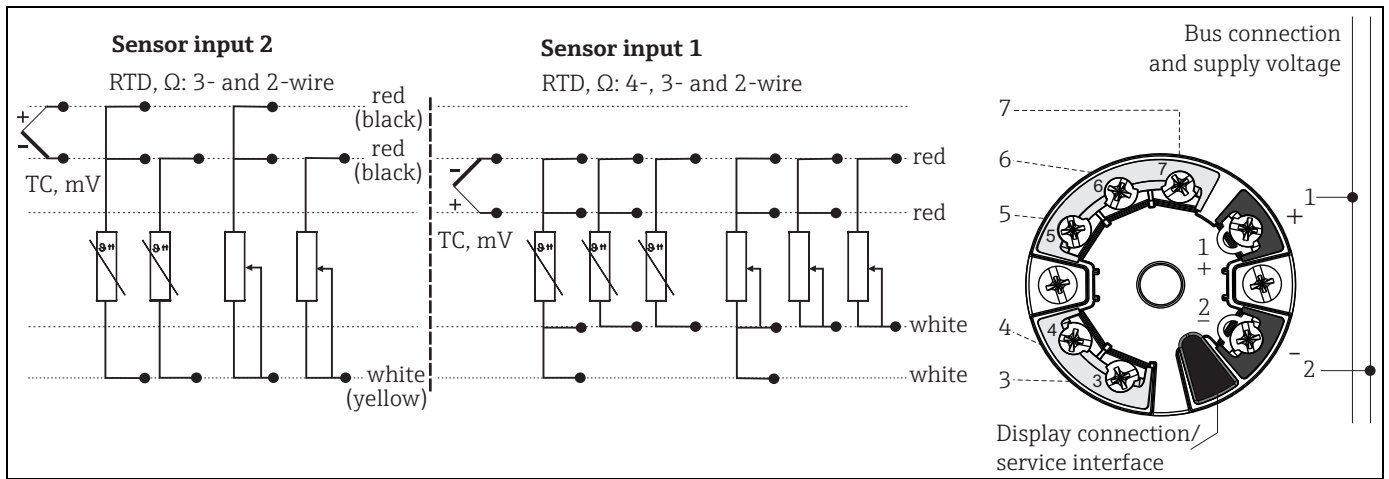 Sensor input 2
RTD, Ω: 3- and 2-wire
+
-
TC, mV
red
(black)
red
(black)
white
(yellow)
ϑ
ϑ
Sensor input 1
RTD, Ω: 4-, 3- and 2-wire
-
+
TC, mV
ϑ
ϑ
ϑ
red
red
white
white
Bus connection
and supply voltage
7
6
5
4
3
7
6
5
4
3
1
+
2
-
1
+
-
2
Display connection/
service interface